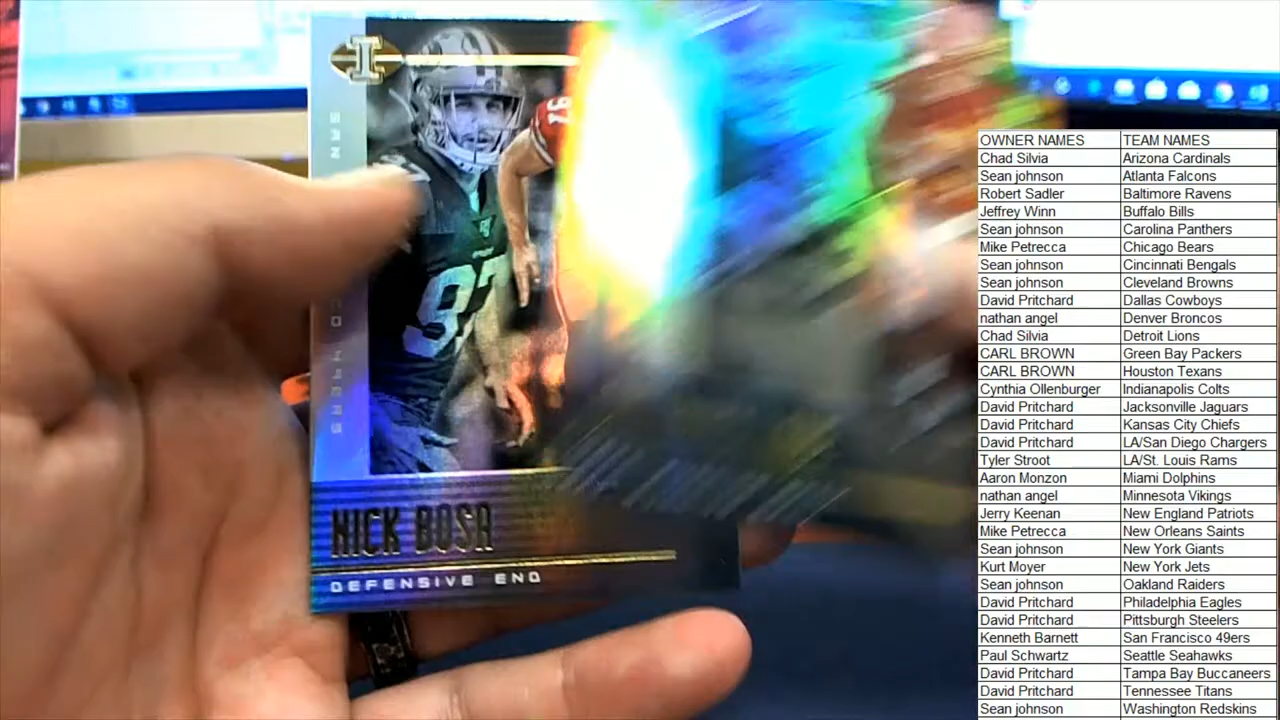 SAN
49ERS
97
97
NICK BOSA
DEFENSIVE END
OWNER NAMES TEAM NAMES
Chad Silvia Arizona Cardinals
Sean johnson Atlanta Falcons
Robert Sadler Baltimore Ravens
Jeffrey Winn Buffalo Bills
Sean johnson Carolina Panthers
Mike Petrecca Chicago Bears
Sean johnson Cincinnati Bengals
Sean johnson Cleveland Browns
David Pritchard Dallas Cowboys
nathan angel Denver Broncos
Chad Silvia Detroit Lions
CARL BROWN Green Bay Packers
CARL BROWN Houston Texans
Cynthia Ollenburger Indianapolis Colts
David Pritchard Jacksonville Jaguars
David Pritchard Kansas City Chiefs
David Pritchard LA/San Diego Chargers
Tyler Stroot LA/St. Louis Rams
Aaron Monzon Miami Dolphins
nathan angel Minnesota Vikings
Jerry Keenan New England Patriots
Mike Petrecca New Orleans Saints
Sean johnson New York Giants
Kurt Moyer New York Jets
Sean johnson Oakland Raiders
David Pritchard Philadelphia Eagles
David Pritchard Pittsburgh Steelers
Kenneth Barnett San Francisco 49ers
Paul Schwartz Seattle Seahawks
David Pritchard Tampa Bay Buccaneers
David Pritchard Tennessee Titans
Sean johnson Washington Redskins